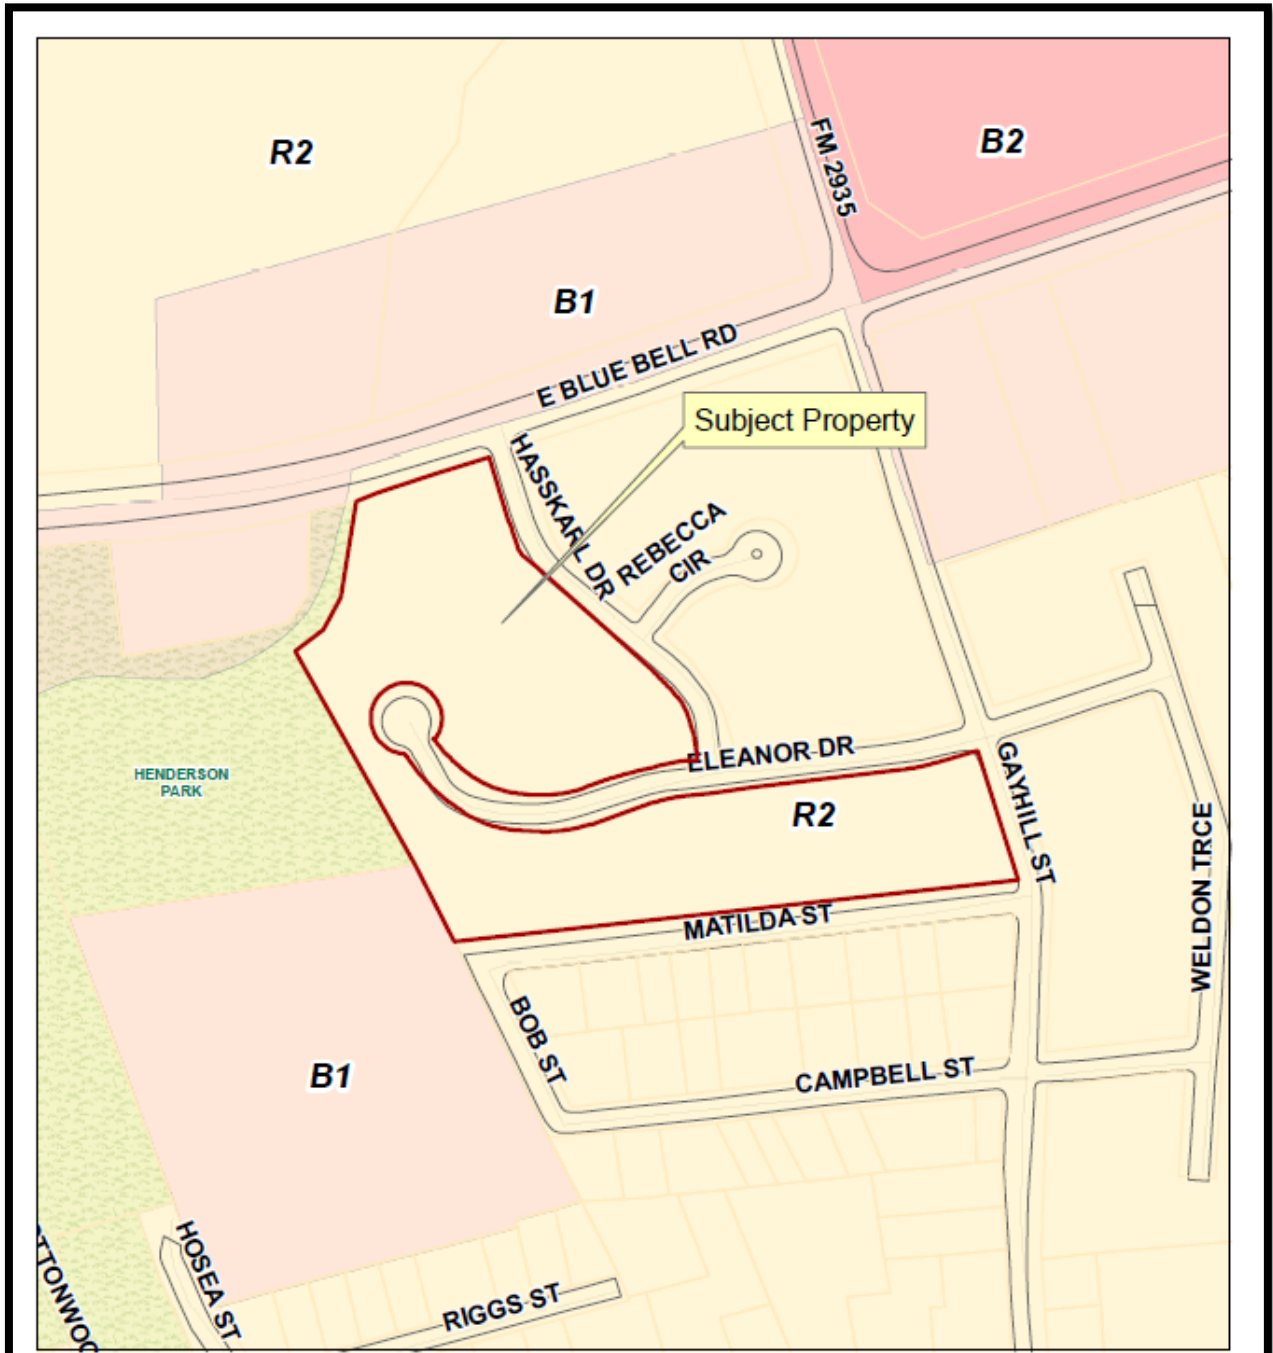 R2
B2
FM 2935
B1
E BLUE BELL RD
Subject Property
HASSKARL DR
REBECCA
CIR
HENDERSON
PARK
ELEANOR DR
R2
GAYHILL ST
WELDON TRCE
MATILDA ST
BOB ST
B1
CAMPBELL ST
HOSEA ST
RIGGS ST